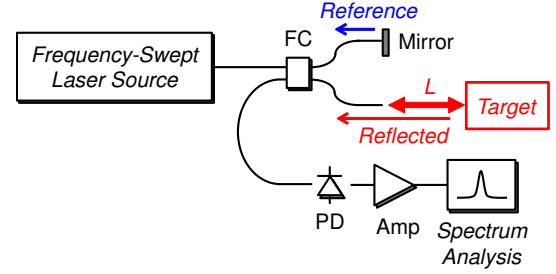 Reference
Frequency-Swept
Laser Source
FC
Mirror
L
Target
Reflected
PD
Amp
Spectrum
Analysis